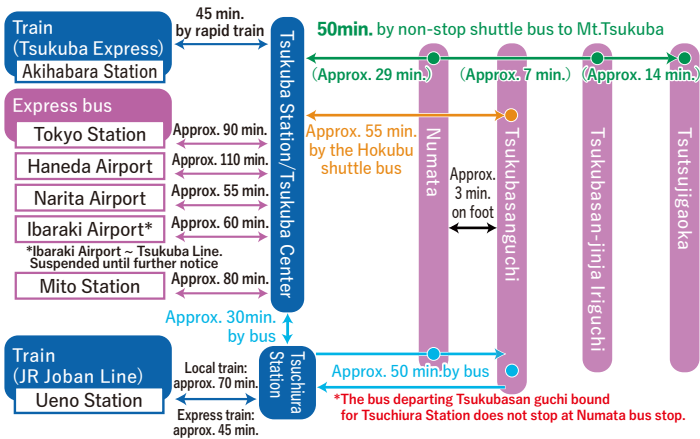 Train
(Tsukuba Express)
Akihabara Station
45 min.
by rapid train
50min. by non-stop shuttle bus to Mt.Tsukuba
(Approx. 29 min.)
(Approx. 7 min.)
(Approx. 14 min.)
Express bus
Tokyo Station
Approx. 90 min.
Haneda Airport
Approx. 110 min.
Narita Airport
Approx. 55 min.
Ibaraki Airport*
Approx. 60 min.
*Ibaraki Airport ~ Tsukuba Line.
Suspended until further notice
Mito Station
Approx. 80 min.
Tsukuba Station/Tsukuba Center
Approx. 55 min.
by the Hokubu
shuttle bus
Numata
Approx.
3 min.
on foot
Tsukubasanguchi
Tsukubasan-jinja Iriguchi
Tsutsujigaoka
Approx. 30min.
by bus
Train
(JR Joban Line)
Ueno Station
Local train:
approx. 70 min.
Express train:
approx. 45 min.
Tsuchiura
Station
Approx. 50 min.by bus
*The bus departing Tsukubasan guchi bound
for Tsuchiura Station does not stop at Numata bus stop.